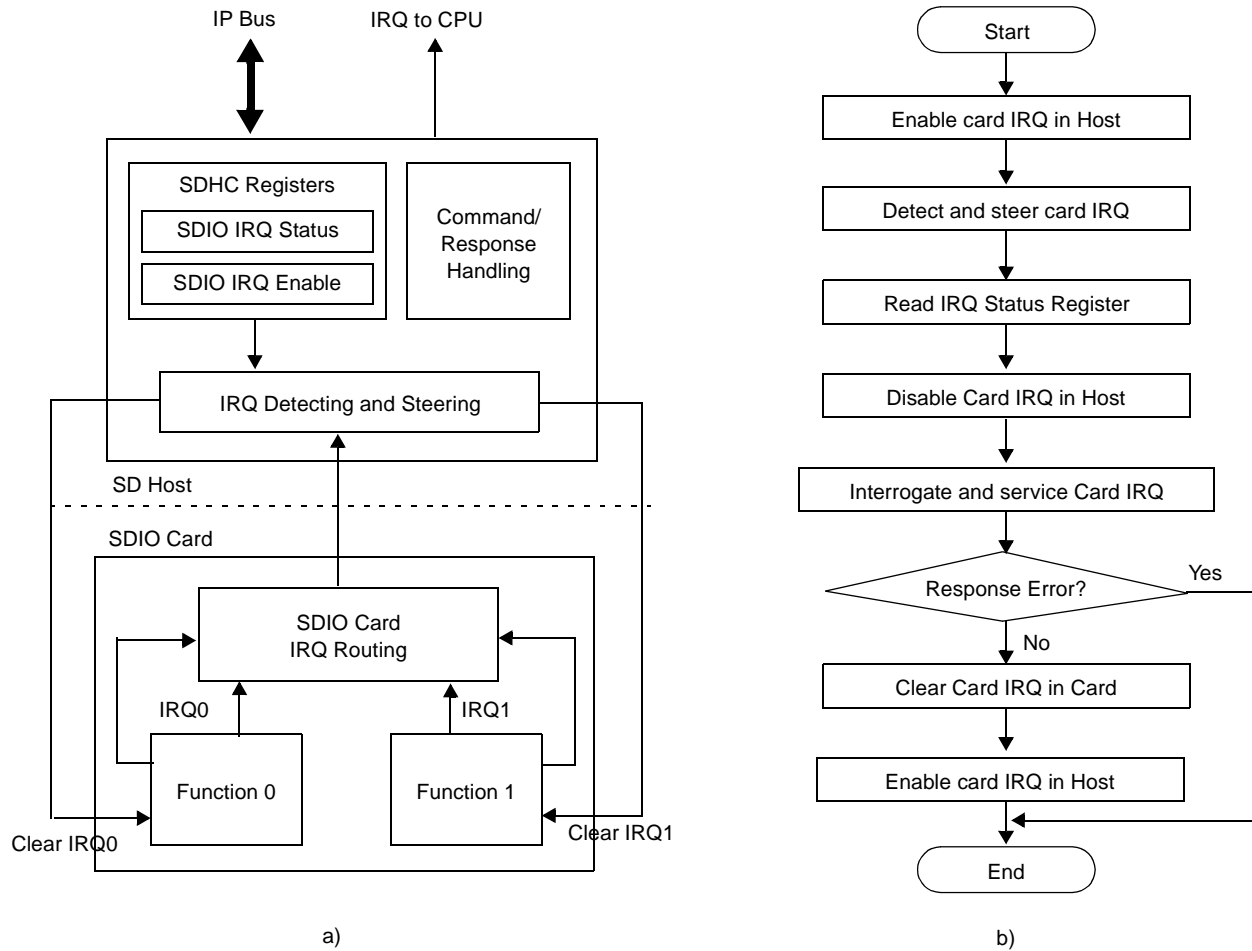 IP Bus
IRQ to CPU
SDHC Registers
SDIO IRQ Status
SDIO IRQ Enable
Command/
Response
Handling
IRQ Detecting and Steering
SD Host
SDIO Card
SDIO Card
IRQ Routing
IRQ0
IRQ1
Function 0
Function 1
Clear IRQ0
Clear IRQ1
a)
Start
Enable card IRQ in Host
Detect and steer card IRQ
Read IRQ Status Register
Disable Card IRQ in Host
Interrogate and service Card IRQ
Response Error?
Yes
No
Clear Card IRQ in Card
Enable card IRQ in Host
End
b)